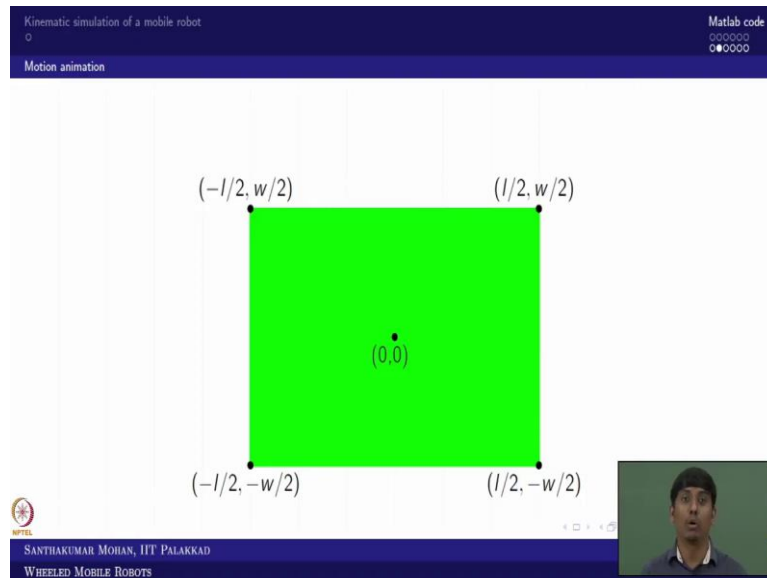 Kinematic simulation of a mobile robot
Matlab code
Motion animation
(−l/2, w/2)
(l/2, w/2)
(0,0)
(−l/2, −w/2)
(l/2, −w/2)
NPTEL
SANTHAKUMAR MOHAN, IIT PALAKKAD
WHEELED MOBILE ROBOTS